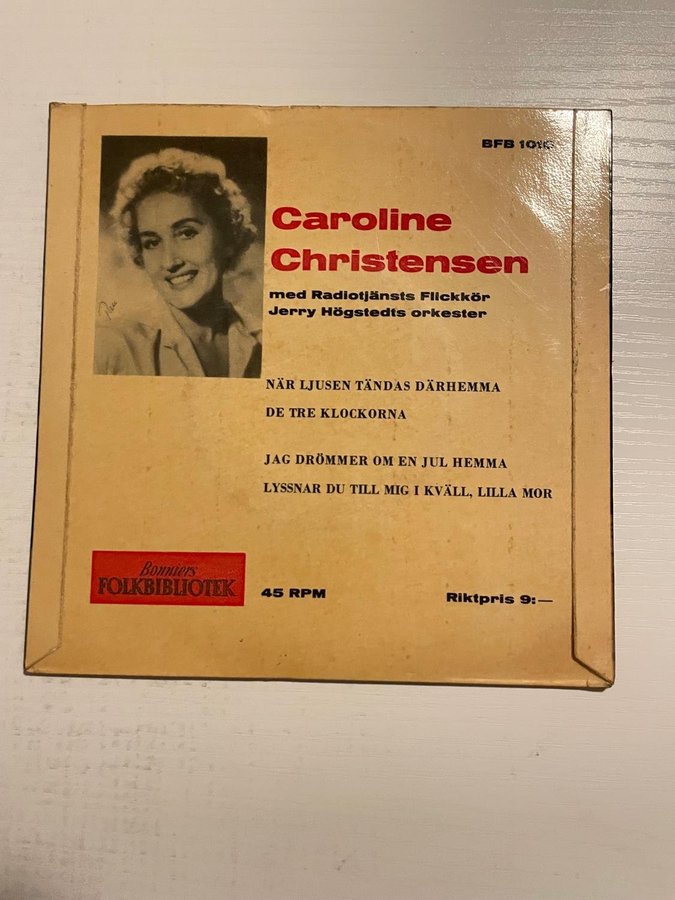 BFB
Caroline
Christensen
med Radiotjänsts Flickkör
Jerry Högstedts orkester
NÄR LJUSEN TÄNDAS DÄRHEMMA
DE TRE KLOCKORNA
JAG DRÖMMER OM EN JUL HEMMA
LYSSNAR DU TILL MIG I KVÄLL, LILLA MOR
Bonniers
FOLKBIBLIOTEK
45 RPM
Riktpris 9:—